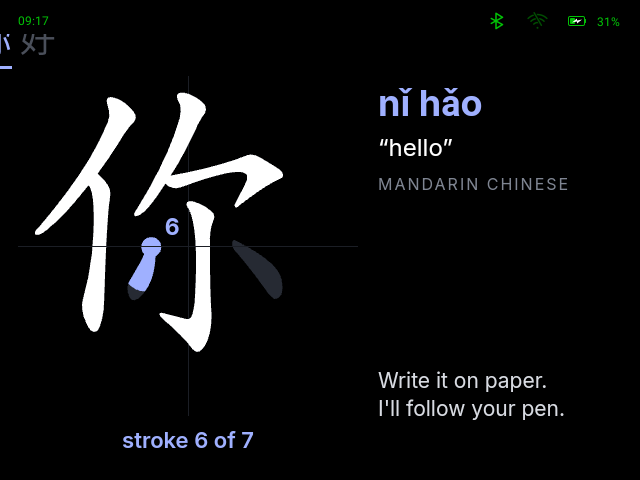 09:17
31%
好
nǐ hǎo
“hello”
MANDARIN CHINESE
你
6
Write it on paper.
I'll follow your pen.
stroke 6 of 7